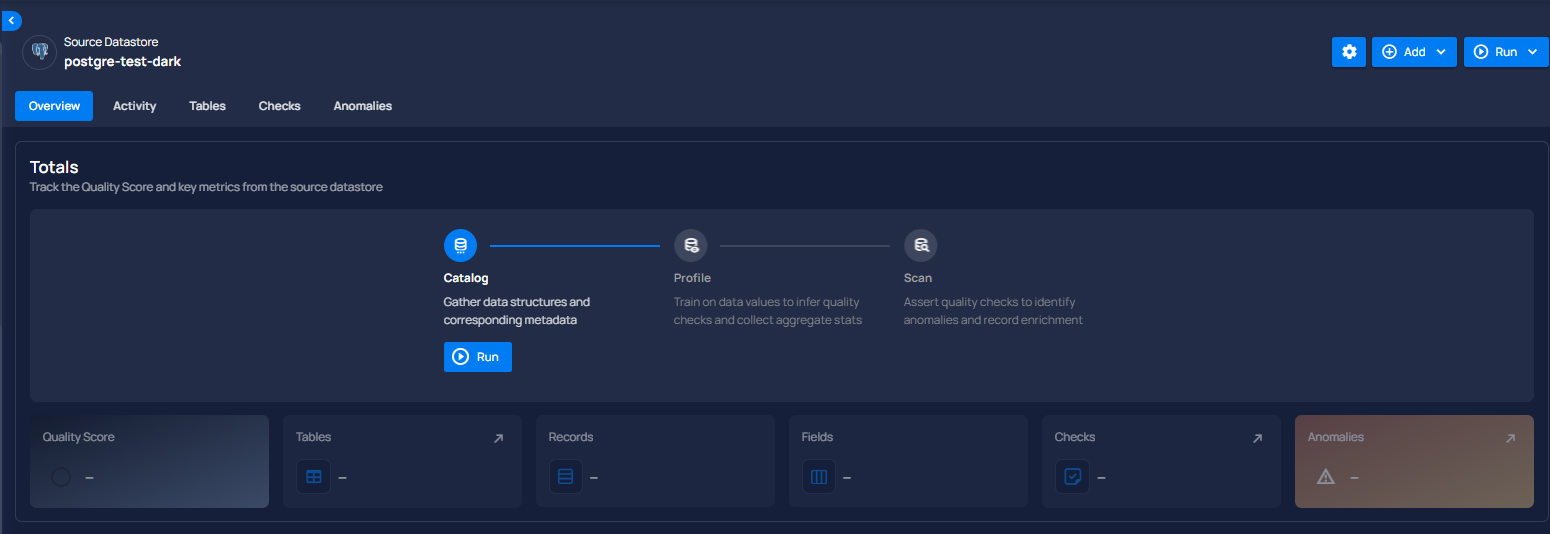 Source Datastore
postgre-test-dark
Add
Run
Overview
Activity
Tables
Checks
Anomalies
Totals
Track the Quality Score and key metrics from the source datastore
Catalog
Gather data structures and
corresponding metadata
Run
Profile
Train on data values to infer quality
checks and collect aggregate stats
Scan
Assert quality checks to identify
anomalies and record enrichment
Quality Score
–
Tables
–
Records
–
Fields
–
Checks
–
Anomalies
–